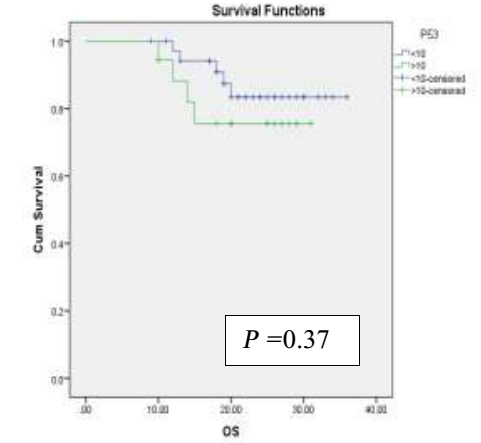 Survival Functions
P53
<10
>10
<10-censored
>10-censored
1.0
0.8
0.6
0.4
0.2
0.0
Cum Survival
P =0.37
.00 10.00 20.00 30.00 40.00
OS